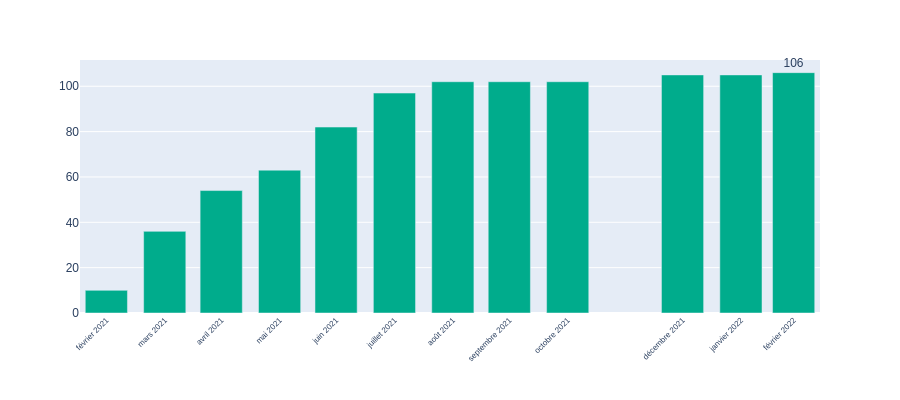 106
100
80
60
40
20
0
février 2021
mars 2021
avril 2021
mai 2021
juin 2021
juillet 2021
août 2021
septembre 2021
octobre 2021
décembre 2021
janvier 2022
février 2022